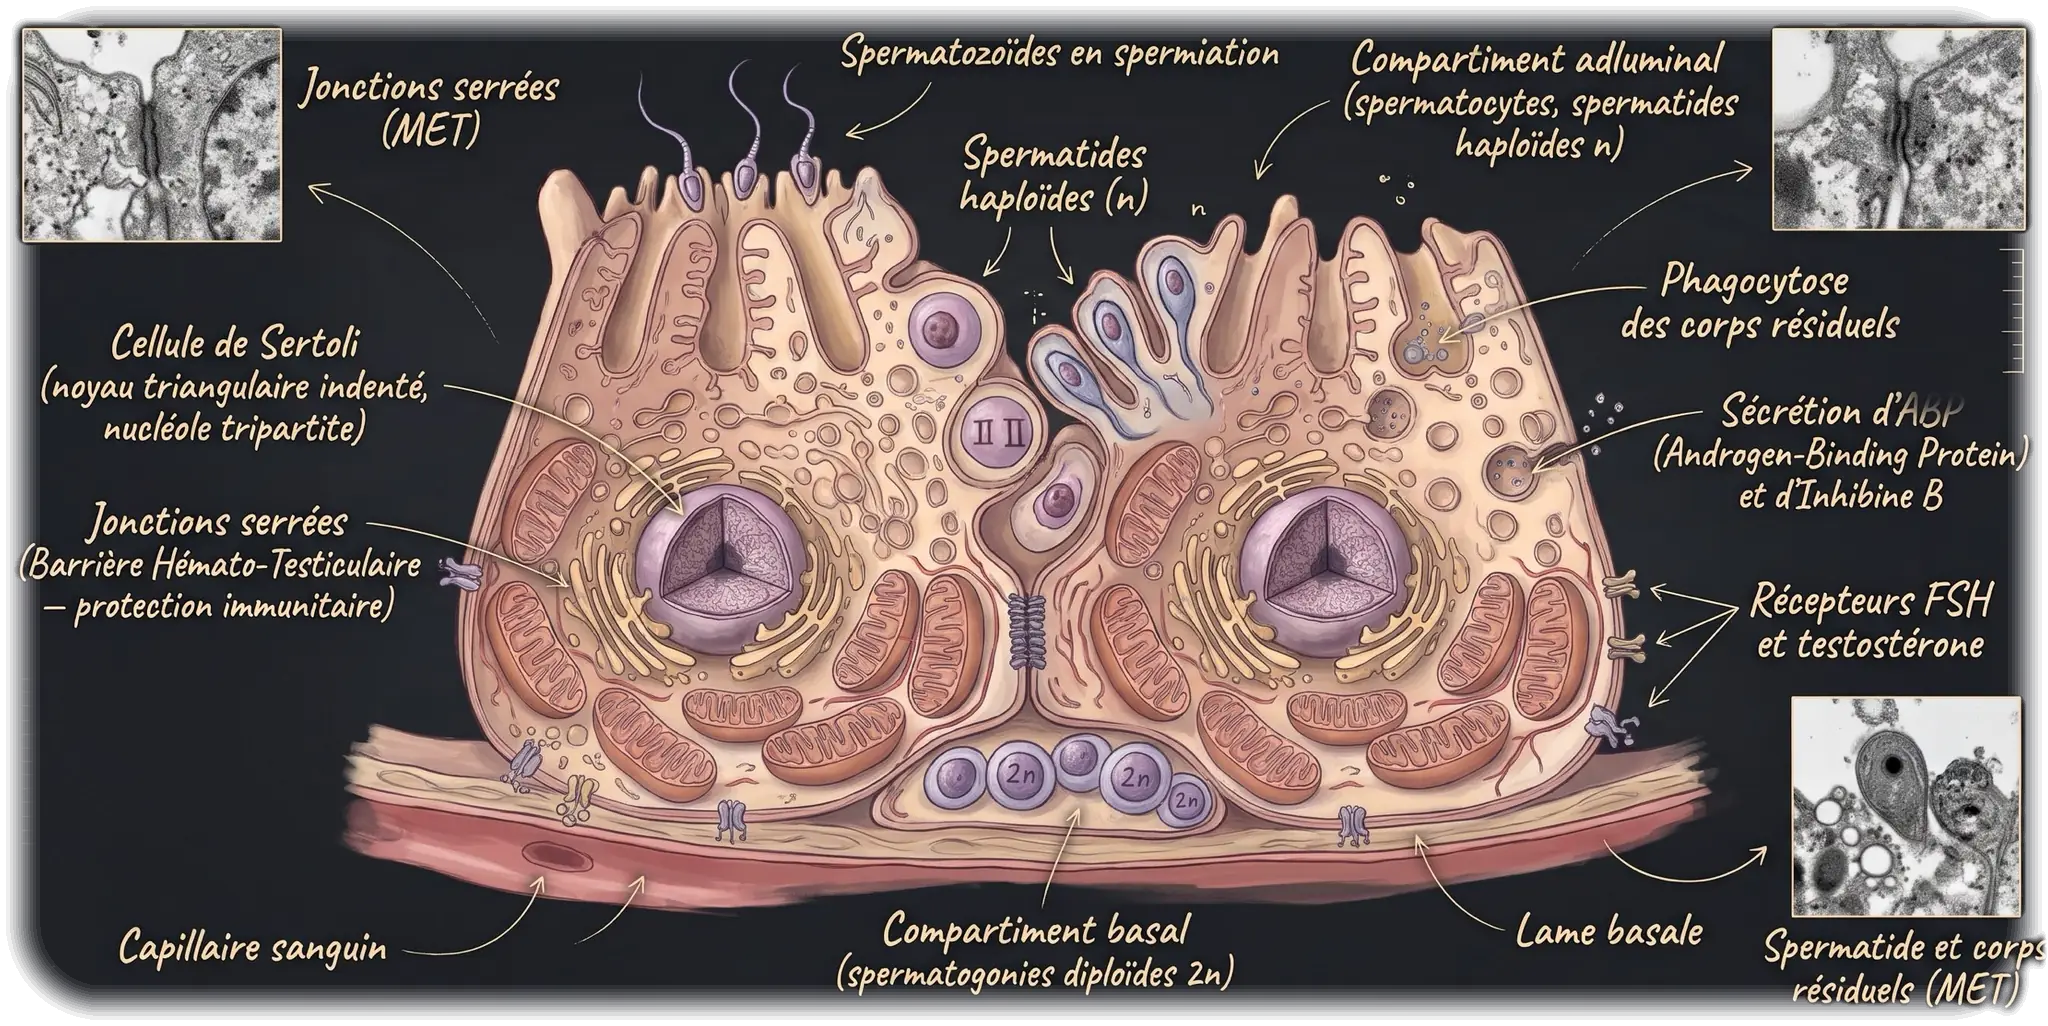 Jonctions serrées
(MET)
Spermatozoïdes en spermiation
Compartiment adluminal
(spermatocytes, spermatides
haploïdes n)
Spermatides
haploïdes (n)
n
Phagocytose
des corps résiduels
Cellule de Sertoli
(noyau triangulaire indenté,
nucléole tripartite)
II II
Sécrétion d'ABP
(Androgen-Binding Protein)
et d'Inhibine B
Jonctions serrées
(Barrière Hémato-Testiculaire
– protection immunitaire)
Récepteurs FSH
et testostérone
2n
2n
2n
Capillaire sanguin
Compartiment basal
(spermatogonies diploïdes 2n)
Lame basale
Spermatide et corps
résiduels (MET)